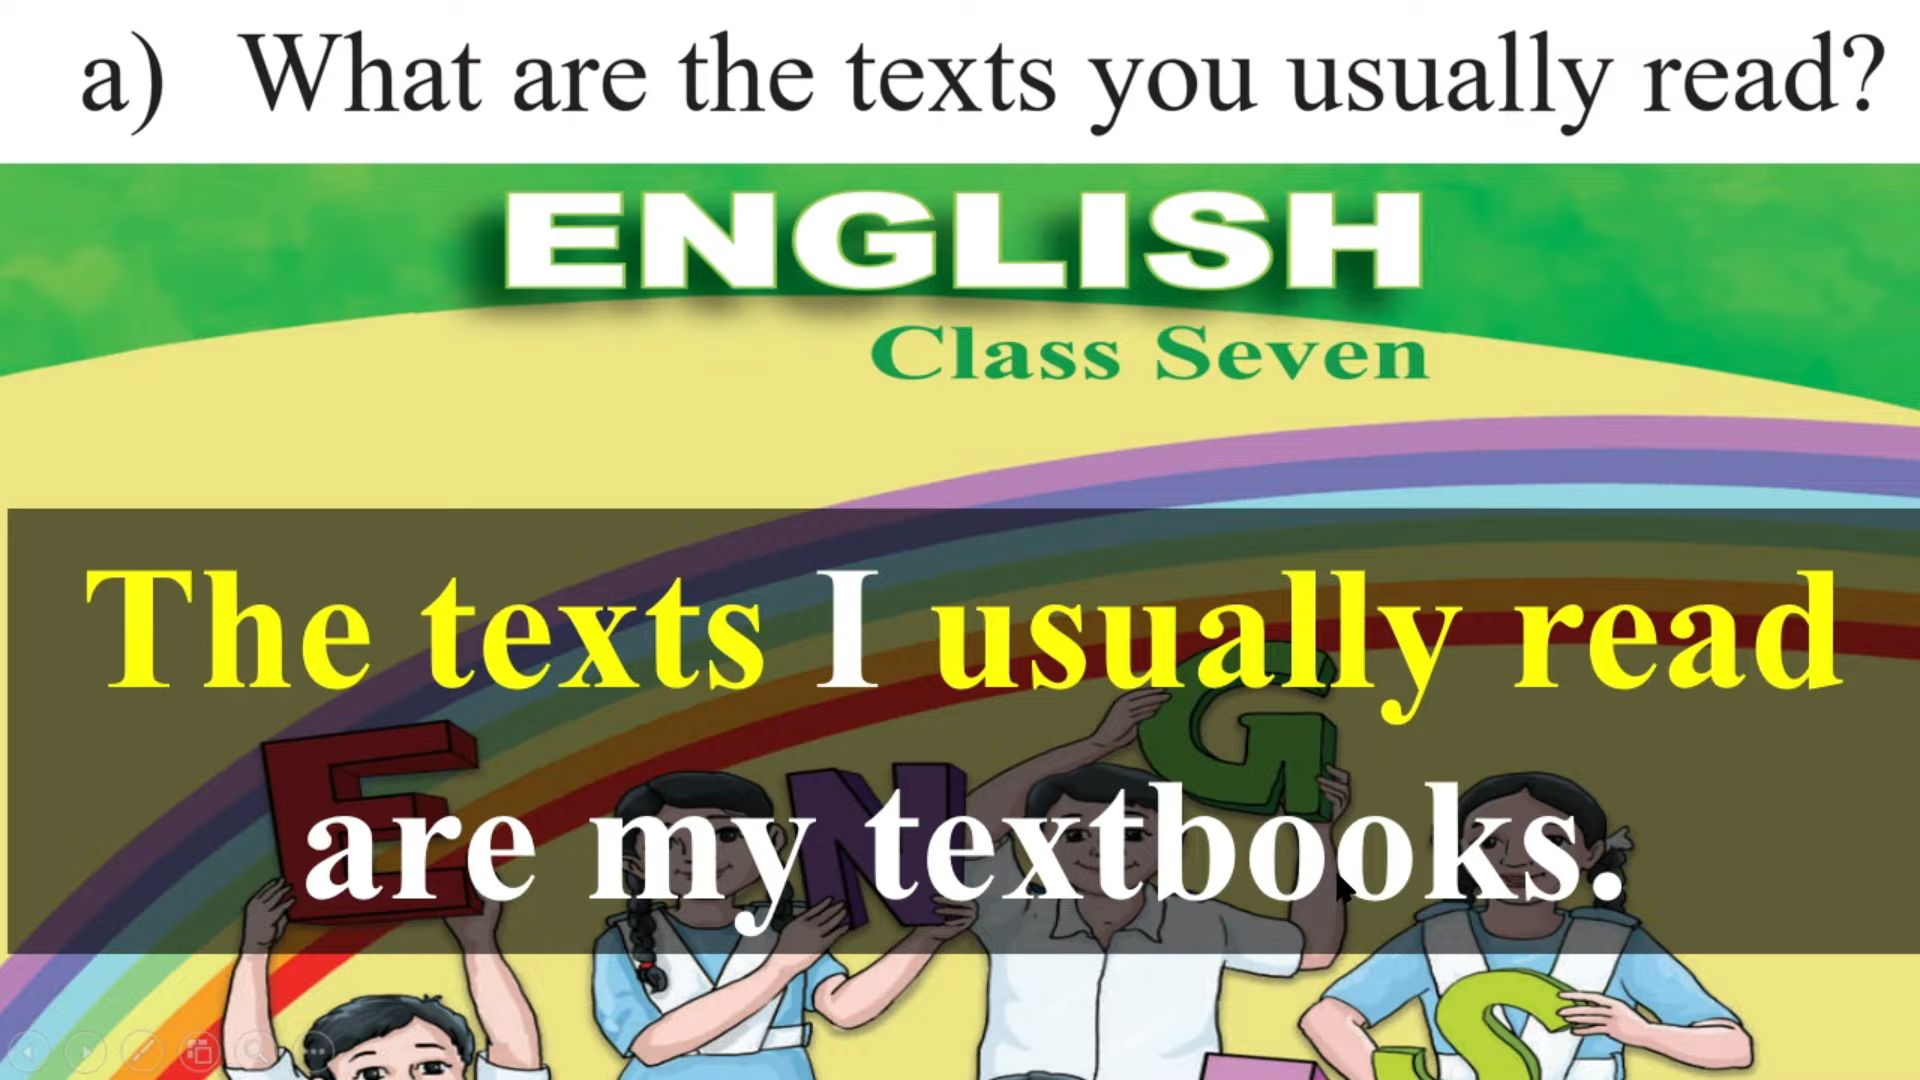 a) What are the texts you usually read?
ENGLISH
Class Seven
The texts I usually read
are my textbooks.
E
N
G
S